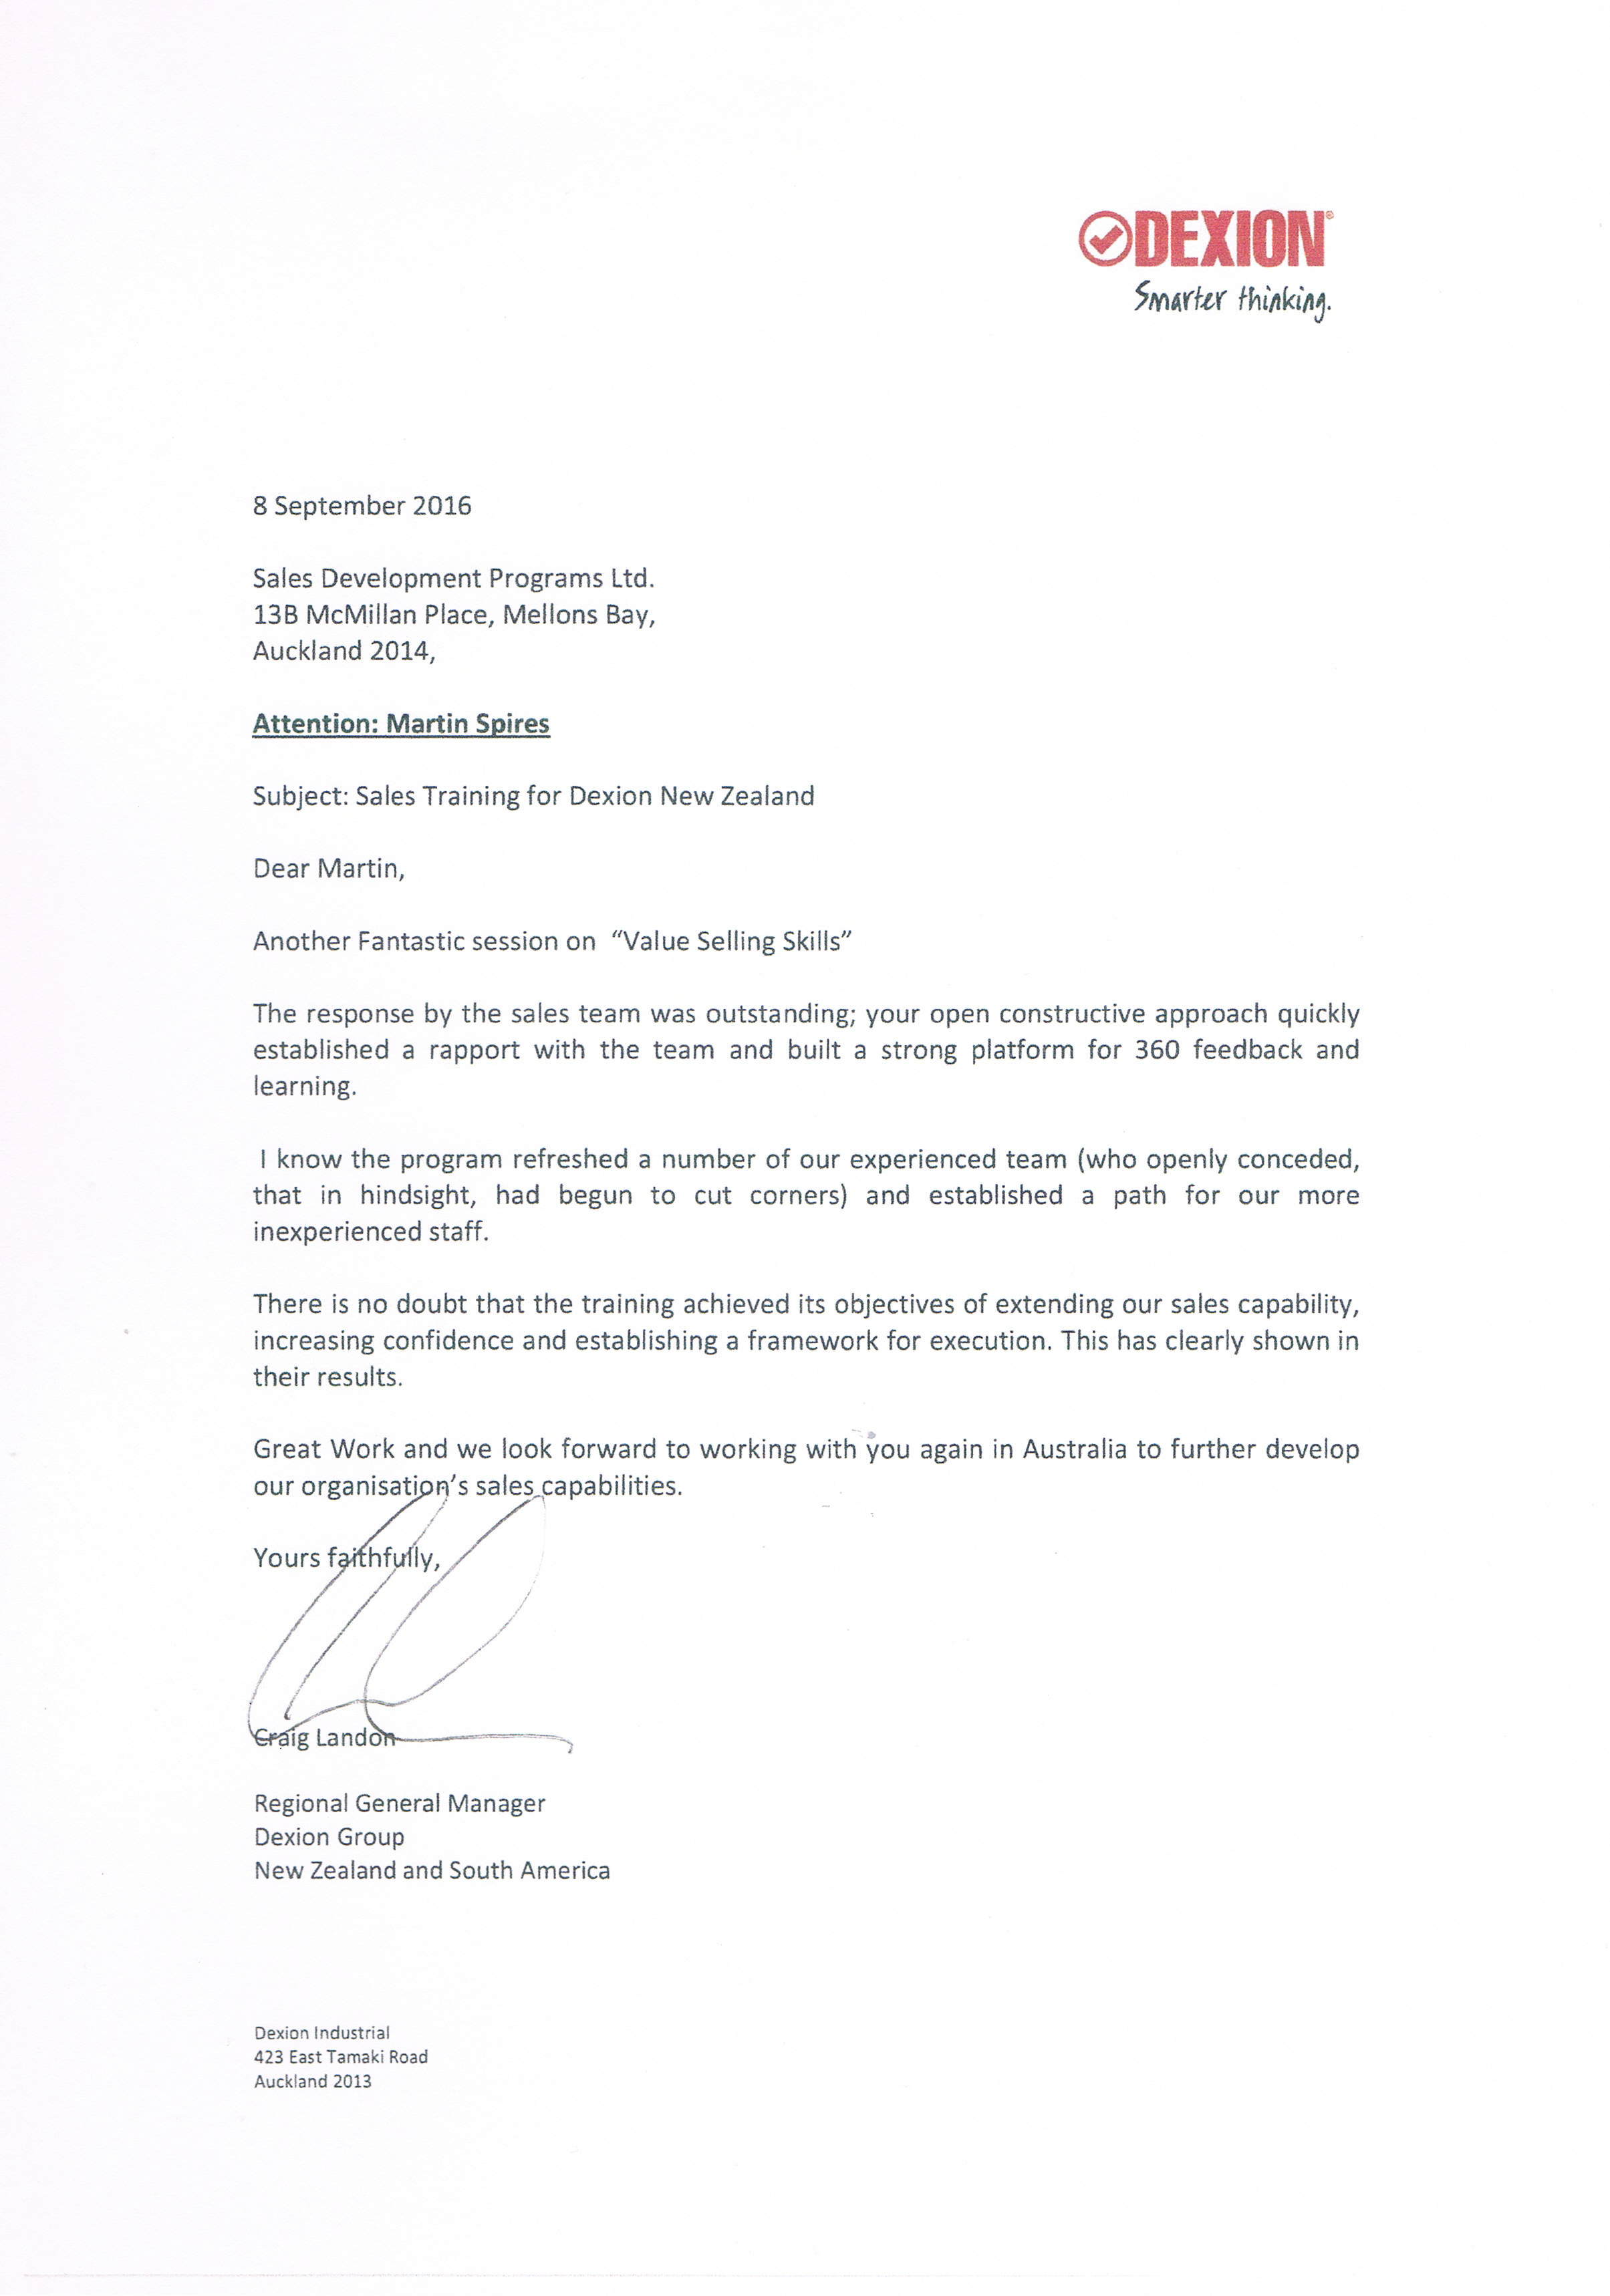 DEXION®
Smarter thinking.
8 September 2016
Sales Development Programs Ltd.
13B McMillan Place, Mellons Bay,
Auckland 2014,
Attention: Martin Spires
Subject: Sales Training for Dexion New Zealand
Dear Martin,
Another Fantastic session on  “Value Selling Skills”
The response by the sales team was outstanding; your open constructive approach quickly
established a rapport with the team and built a strong platform for 360 feedback and
learning.
I know the program refreshed a number of our experienced team (who openly conceded,
that in hindsight, had begun to cut corners) and established a path for our more
inexperienced staff.
There is no doubt that the training achieved its objectives of extending our sales capability,
increasing confidence and establishing a framework for execution. This has clearly shown in
their results.
Great Work and we look forward to working with you again in Australia to further develop
our organisation’s sales capabilities.
Yours faithfully,
Craig Landon
Regional General Manager
Dexion Group
New Zealand and South America
Dexion Industrial
423 East Tamaki Road
Auckland 2013